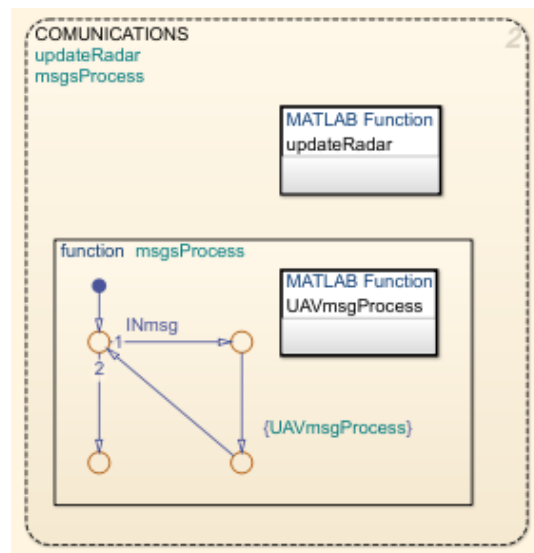 COMUNICATIONS
2
updateRadar
msgsProcess
MATLAB Function
updateRadar
function msgsProcess
MATLAB Function
UAVmsgProcess
INmsg
1
2
{UAVmsgProcess}